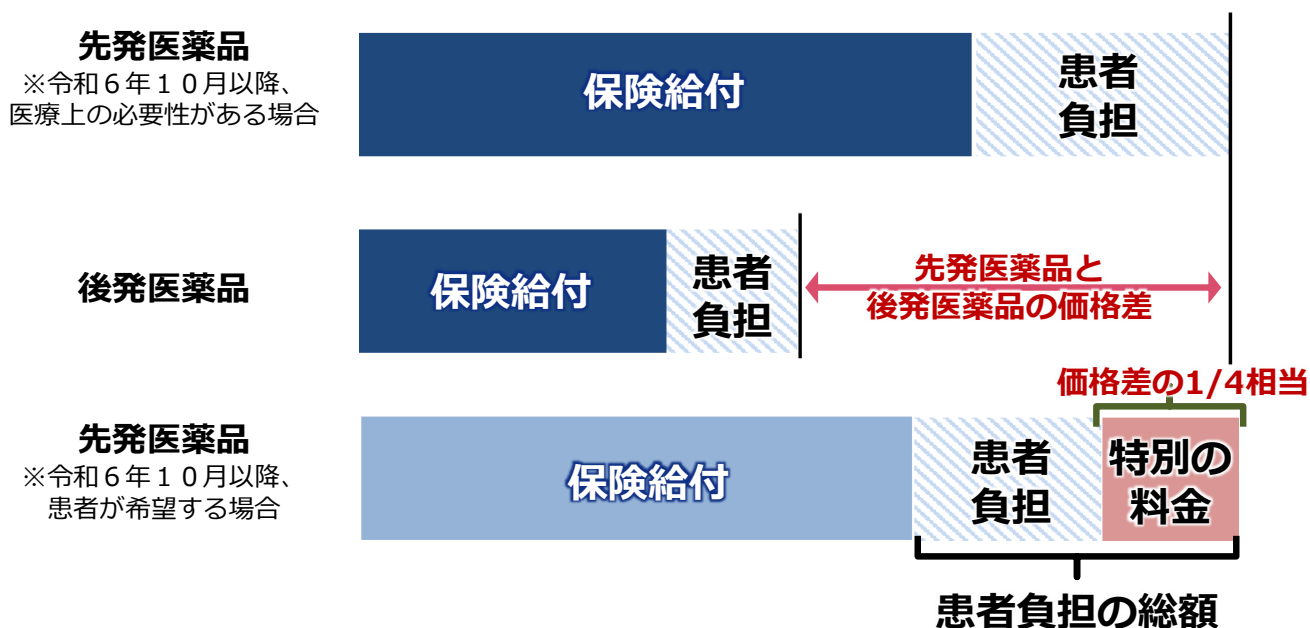 先発医薬品
※令和６年１０月以降、
医療上の必要性がある場合
保険給付
患者
負担
後発医薬品
保険給付
患者
負担
先発医薬品と
後発医薬品の価格差
価格差の1/4相当
先発医薬品
※令和６年１０月以降、
患者が希望する場合
保険給付
患者
負担
特別の
料金
患者負担の総額